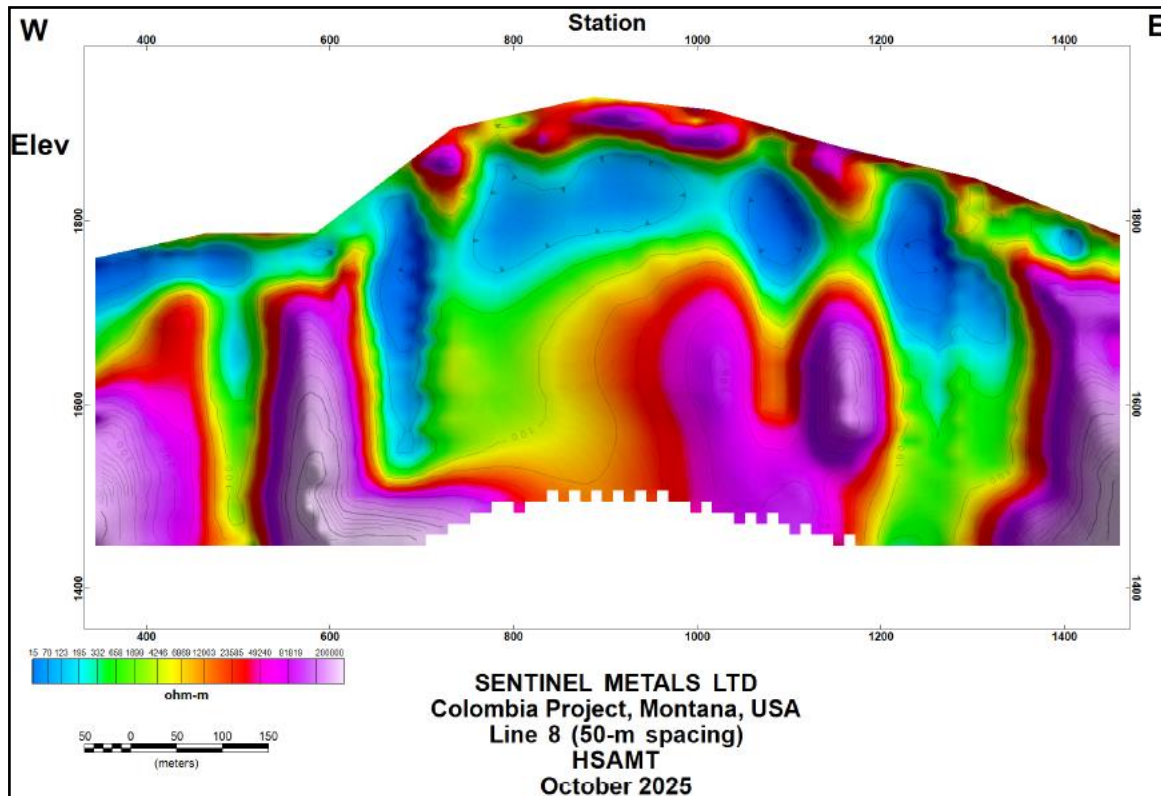 W
Station
E
400 600 800 1000 1200 1400
Elev
1800
1800
1600
1600
1400
1400
400 600 800 1000 1200 1400
15 70 123 195 332 658 1899 4246 6869 12003 23585 49240 81819 200000
ohm-m
50 0 50 100 150
(meters)
SENTINEL METALS LTD
Colombia Project, Montana, USA
Line 8 (50-m spacing)
HSAMT
October 2025